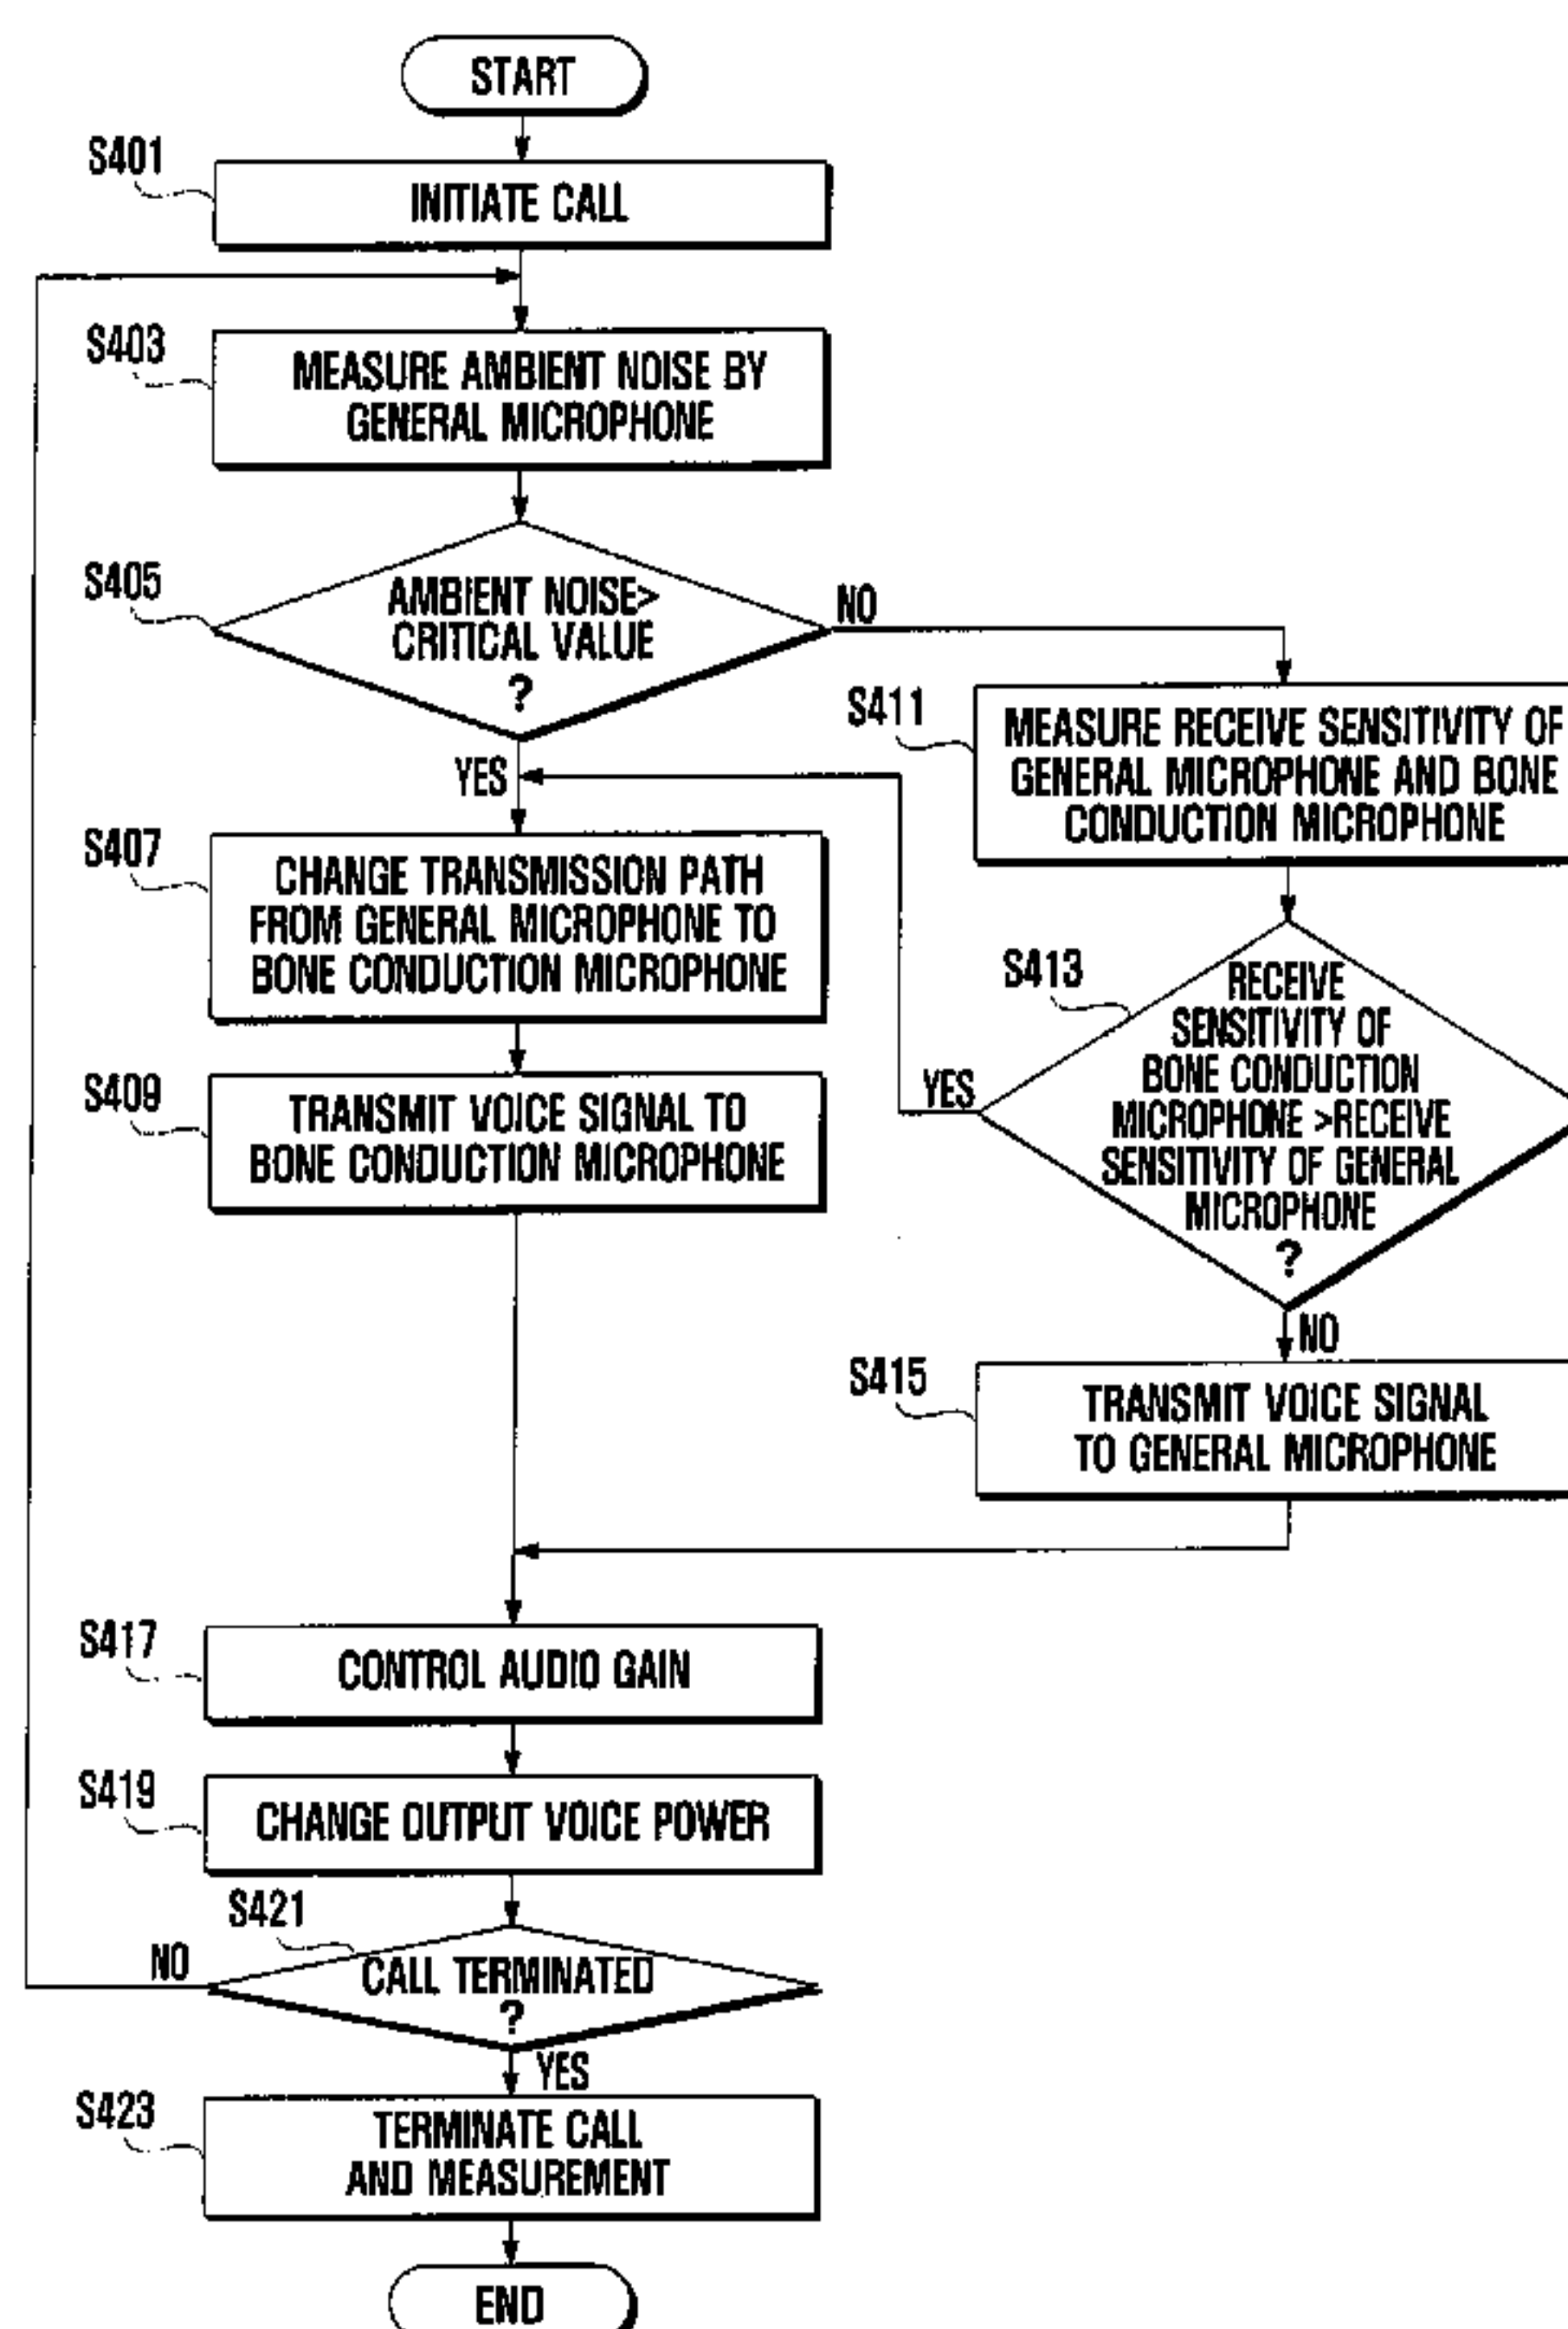 START
S401
INITIATE CALL
S403
MEASURE AMBIENT NOISE BY
GENERAL MICROPHONE
S405
AMBIENT NOISE>
CRITICAL VALUE
?
NO
YES
S407
CHANGE TRANSMISSION PATH
FROM GENERAL MICROPHONE TO
BONE CONDUCTION MICROPHONE
S409
TRANSMIT VOICE SIGNAL TO
BONE CONDUCTION MICROPHONE
S411
MEASURE RECEIVE SENSITIVITY OF
GENERAL MICROPHONE AND BONE
CONDUCTION MICROPHONE
S413
RECEIVE
SENSITIVITY OF
BONE CONDUCTION
MICROPHONE >RECEIVE
SENSITIVITY OF GENERAL
MICROPHONE
?
YES
NO
S415
TRANSMIT VOICE SIGNAL
TO GENERAL MICROPHONE
S417
CONTROL AUDIO GAIN
S419
CHANGE OUTPUT VOICE POWER
S421
CALL TERMINATED
?
NO
YES
S423
TERMINATE CALL
AND MEASUREMENT
END